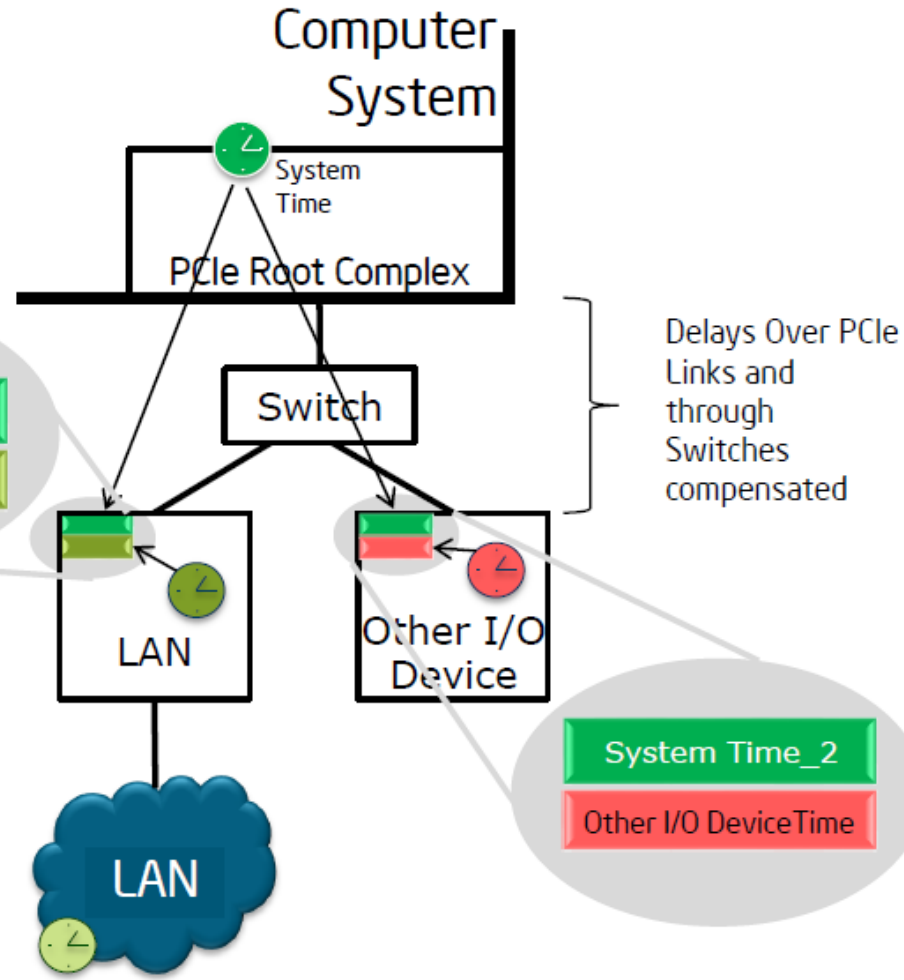 Computer
System
System
Time
PCIe Root Complex
Delays Over PCIe
Links and
through
Switches
compensated
Switch
LAN
Other I/O
Device
System Time_2
Other I/O DeviceTime
LAN